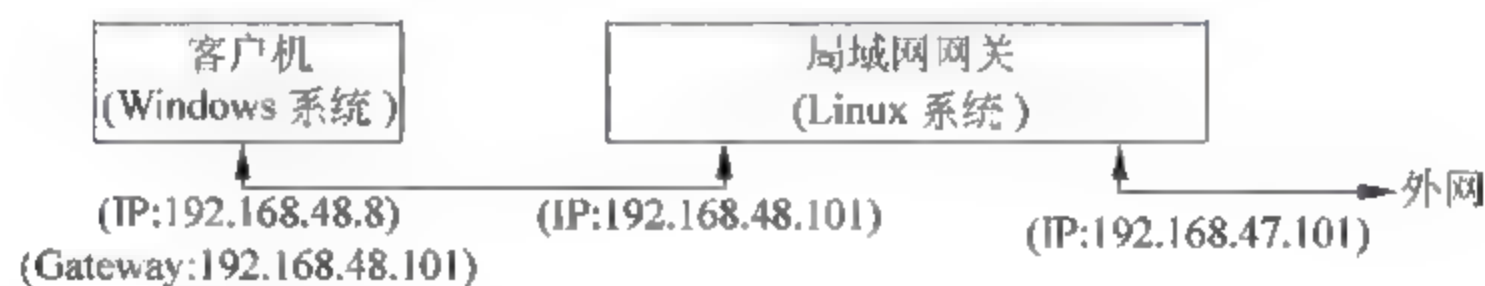 客户机
(Windows 系统)
局域网网关
(Linux 系统)
外网
(IP:192.168.48.8)
(Gateway:192.168.48.101)
(IP:192.168.48.101)
(IP:192.168.47.101)